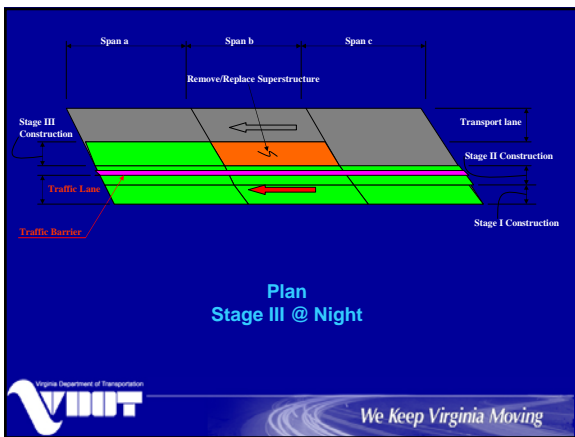 Span a
Span b
Span c
Remove/Replace Superstructure
Stage III
Construction
Transport lane
Stage II Construction
Traffic Lane
Stage I Construction
Traffic Barrier
Plan
Stage III @ Night
Virginia Department of Transportation
VDOT
We Keep Virginia Moving